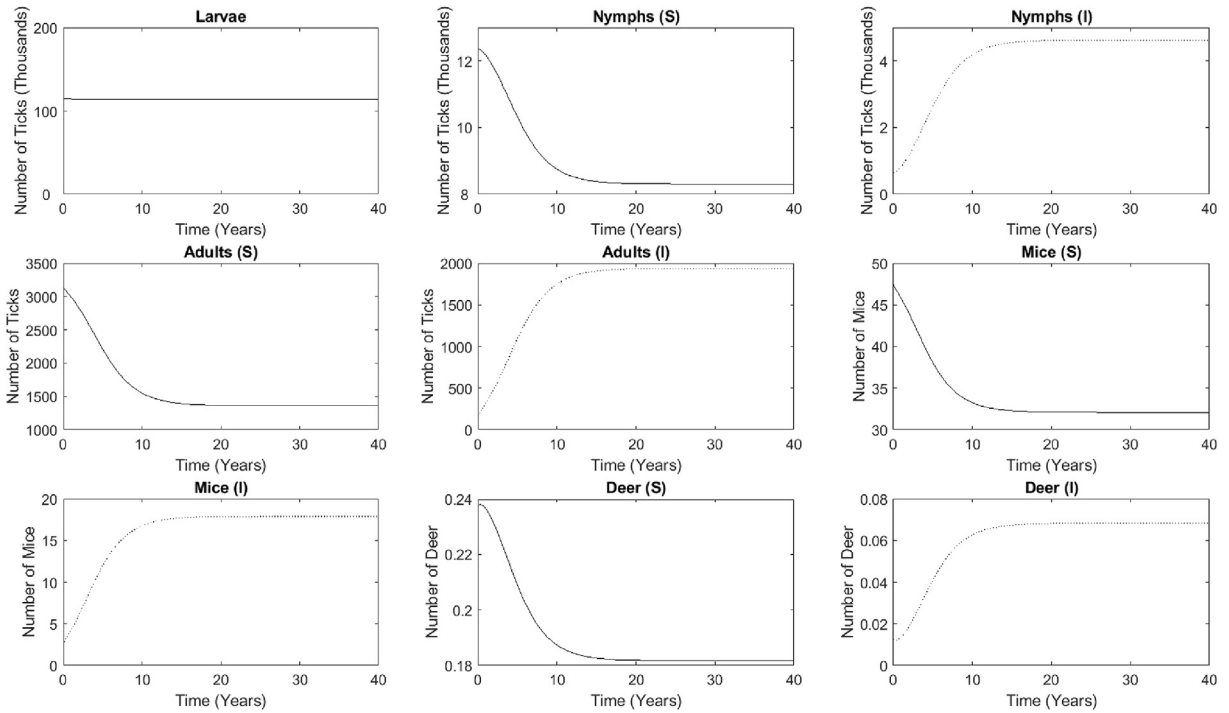 Larvae
Number of Ticks (Thousands)
200
100
0
0 10 20 30 40
Time (Years)
Nymphs (S)
Number of Ticks (Thousands)
12
10
8
0 10 20 30 40
Time (Years)
Nymphs (I)
Number of Ticks (Thousands)
4
2
0
0 10 20 30 40
Time (Years)
Adults (S)
Number of Ticks
3500
3000
2500
2000
1500
1000
0 10 20 30 40
Time (Years)
Adults (I)
Number of Ticks
2000
1500
1000
500
0
0 10 20 30 40
Time (Years)
Mice (S)
Number of Mice
50
45
40
35
30
0 10 20 30 40
Time (Years)
Mice (I)
Number of Mice
20
15
10
5
0
0 10 20 30 40
Time (Years)
Deer (S)
Number of Deer
0.24
0.22
0.2
0.18
0 10 20 30 40
Time (Years)
Deer (I)
Number of Deer
0.08
0.06
0.04
0.02
0
0 10 20 30 40
Time (Years)